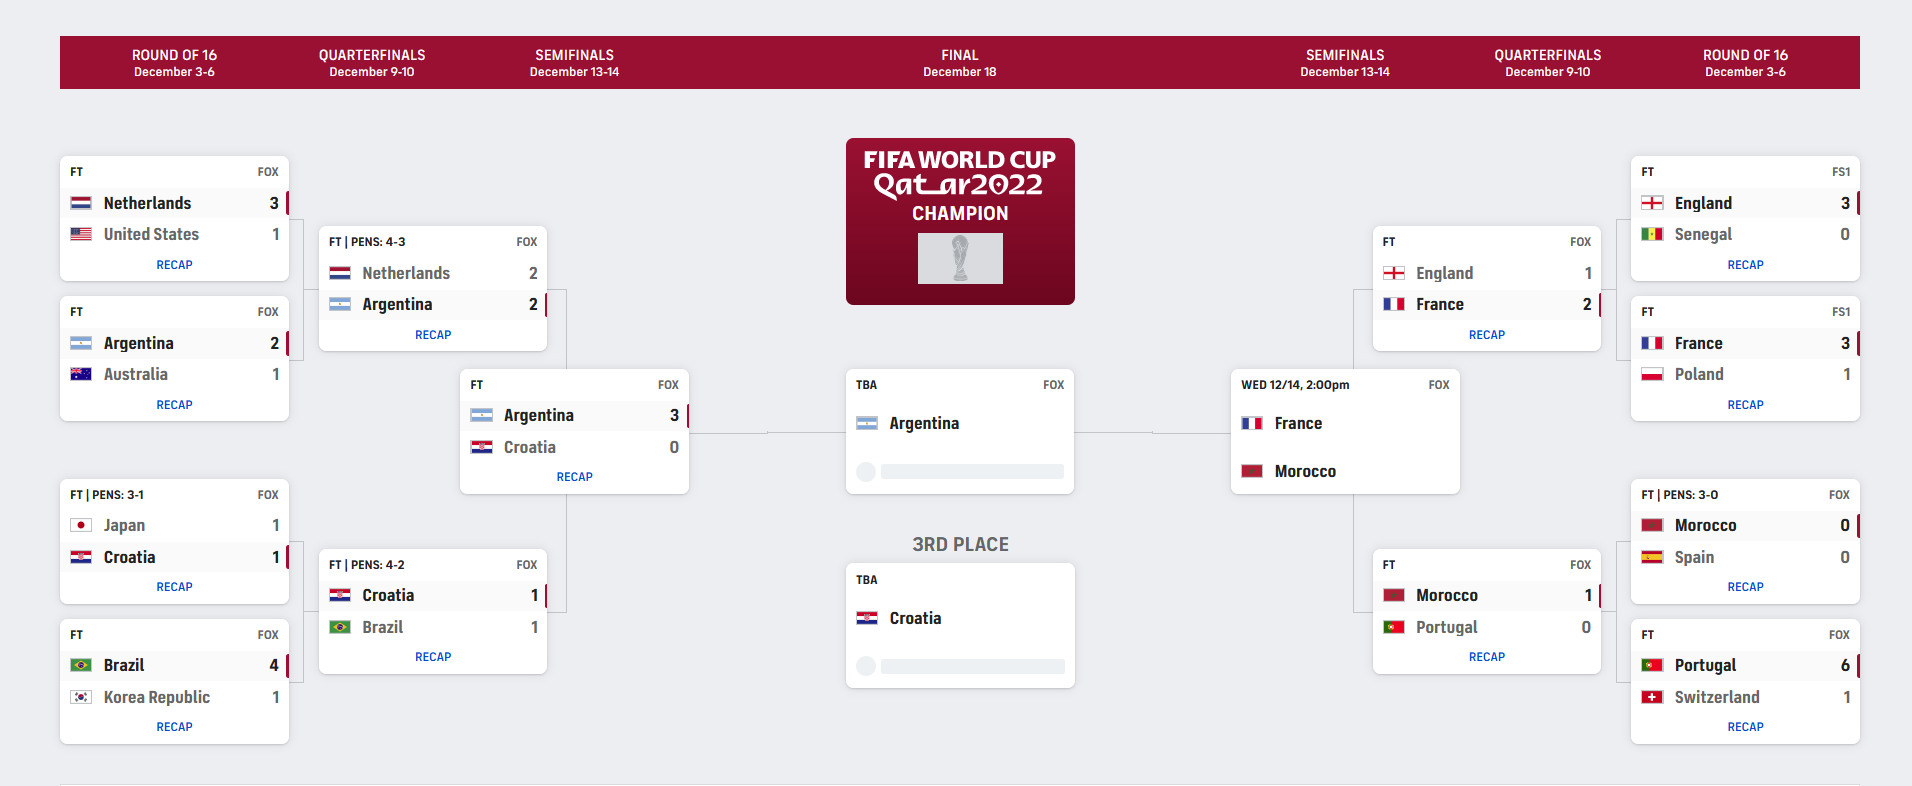 ROUND OF 16
December 3-6
QUARTERFINALS
December 9-10
SEMIFINALS
December 13-14
FINAL
December 18
SEMIFINALS
December 13-14
QUARTERFINALS
December 9-10
ROUND OF 16
December 3-6
FT FOX
Netherlands 3
United States 1
RECAP
FT FOX
Argentina 2
Australia 1
RECAP
FT | PENS: 3-1 FOX
Japan 1
Croatia 1
RECAP
FT FOX
Brazil 4
Korea Republic 1
RECAP
FT | PENS: 4-3 FOX
Netherlands 2
Argentina 2
RECAP
FT | PENS: 4-2 FOX
Croatia 1
Brazil 1
RECAP
FT FOX
Argentina 3
Croatia 0
RECAP
FIFA WORLD CUP
Qatar2022
CHAMPION
TBA FOX
Argentina
3RD PLACE
TBA
Croatia
WED 12/14, 2:00pm FOX
France
Morocco
FT FOX
England 1
France 2
RECAP
FT FOX
Morocco 1
Portugal 0
RECAP
FT FS1
England 3
Senegal 0
RECAP
FT FS1
France 3
Poland 1
RECAP
FT | PENS: 3-0 FOX
Morocco 0
Spain 0
RECAP
FT FOX
Portugal 6
Switzerland 1
RECAP